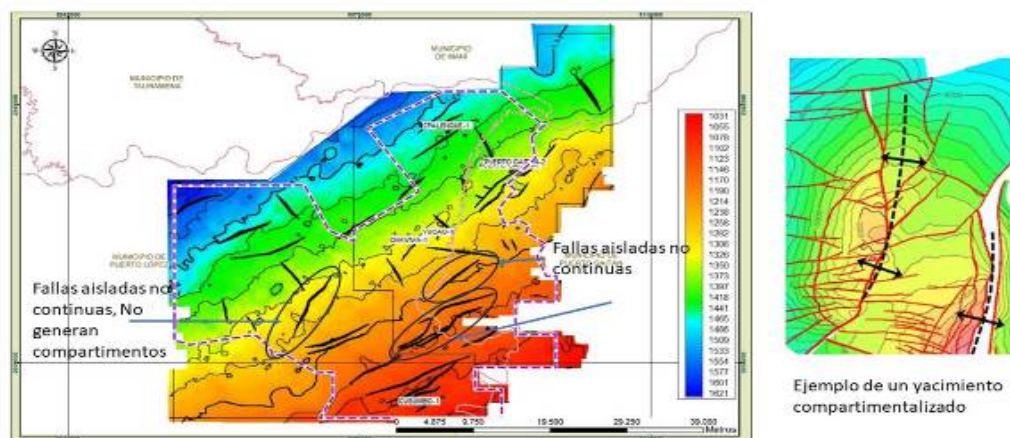 MUNICIPIO DE
TAURAMENA
MUNICIPIO
DE MANI
MUNICIPIO DE
PUERTO LÓPEZ
Fallas aisladas no
continuas
Fallas aisladas no
continuas, No
generan
compartimentos
1031
1055
1078
1102
1123
1146
1170
1190
1214
1238
1258
1282
1306
1326
1350
1373
1397
1418
1441
1465
1486
1509
1533
1554
1577
1601
1621
0 4.875 9.750 19.500 29.250 39.000
Metros
Ejemplo de un yacimiento
compartimentalizado